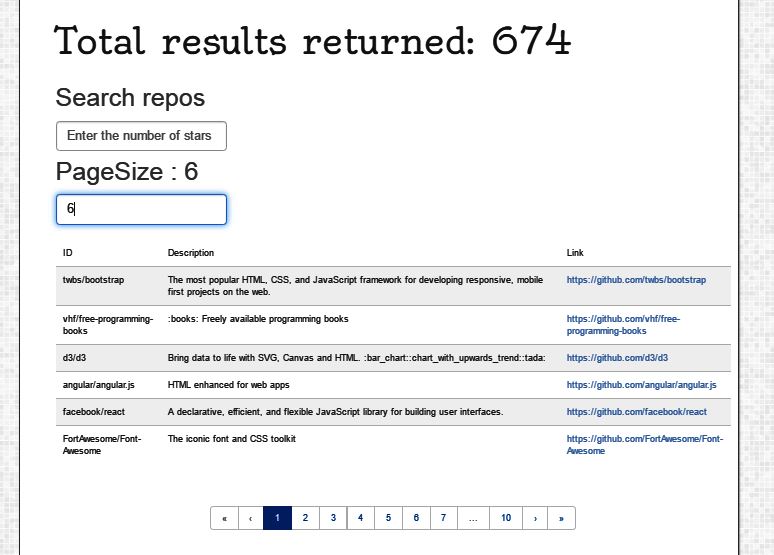 Total results returned: 674
Search repos
Enter the number of stars
PageSize : 6
6
ID Description Link
twbs/bootstrap The most popular HTML, CSS, and JavaScript framework for developing responsive, mobile https://github.com/twbs/bootstrap
first projects on the web.
vhf/free-programming- :books: Freely available programming books https://github.com/vhf/free-
books programming-books
d3/d3 Bring data to life with SVG, Canvas and HTML. :bar_chart::chart_with_upwards_trend::tada: https://github.com/d3/d3
angular/angular.js HTML enhanced for web apps https://github.com/angular/angular.js
facebook/react A declarative, efficient, and flexible JavaScript library for building user interfaces. https://github.com/facebook/react
FortAwesome/Font- The iconic font and CSS toolkit https://github.com/FortAwesome/Font-
Awesome Awesome
« ‹ 1 2 3 4 5 6 7 ... 10 › »